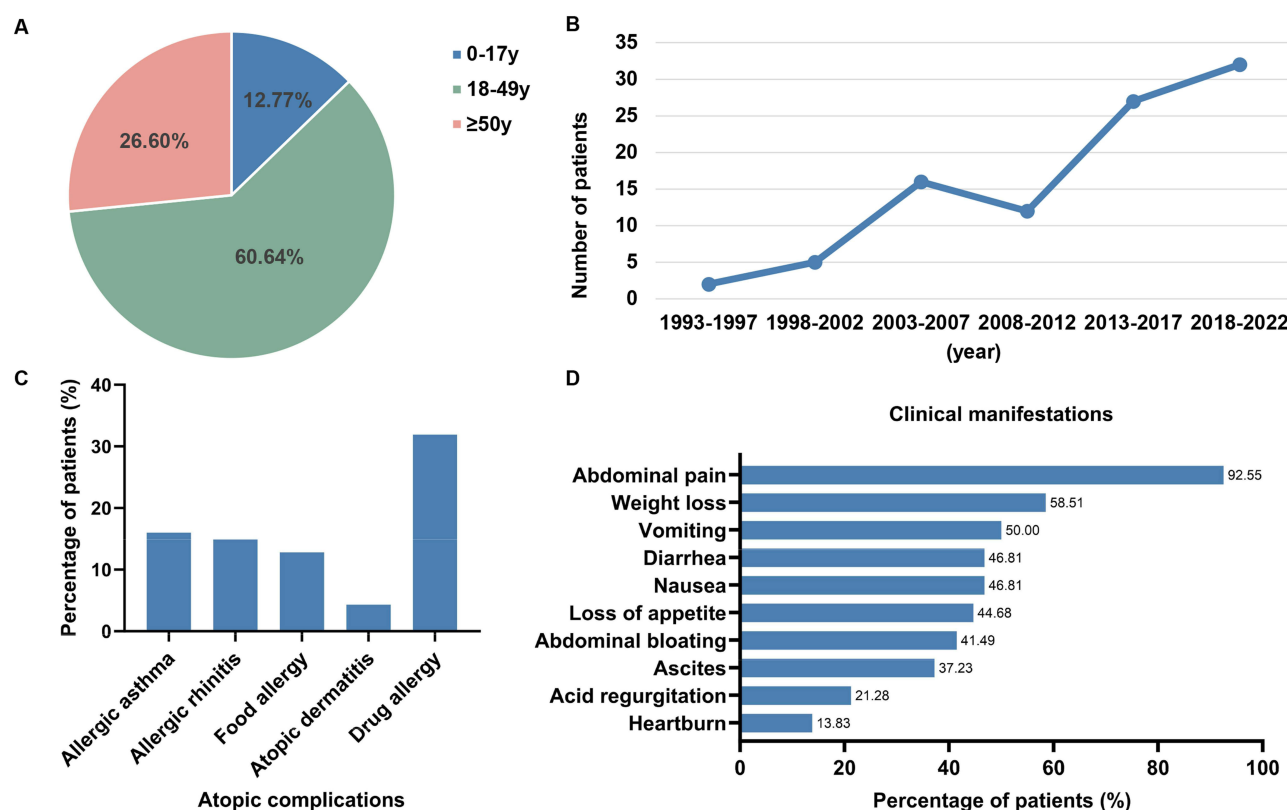 A
12.77%
26.60%
60.64%
0-17y
18-49y
≥50y
B
Number of patients
35
30
25
20
15
10
5
0
1993-1997 1998-2002 2003-2007 2008-2012 2013-2017 2018-2022
(year)
C
Percentage of patients (%)
40
30
20
10
0
Allergic asthma
Allergic rhinitis
Food allergy
Atopic dermatitis
Drug allergy
Atopic complications
D
Clinical manifestations
Abdominal pain 92.55
Weight loss 58.51
Vomiting 50.00
Diarrhea 46.81
Nausea 46.81
Loss of appetite 44.68
Abdominal bloating 41.49
Ascites 37.23
Acid regurgitation 21.28
Heartburn 13.83
0 20 40 60 80 100
Percentage of patients (%)